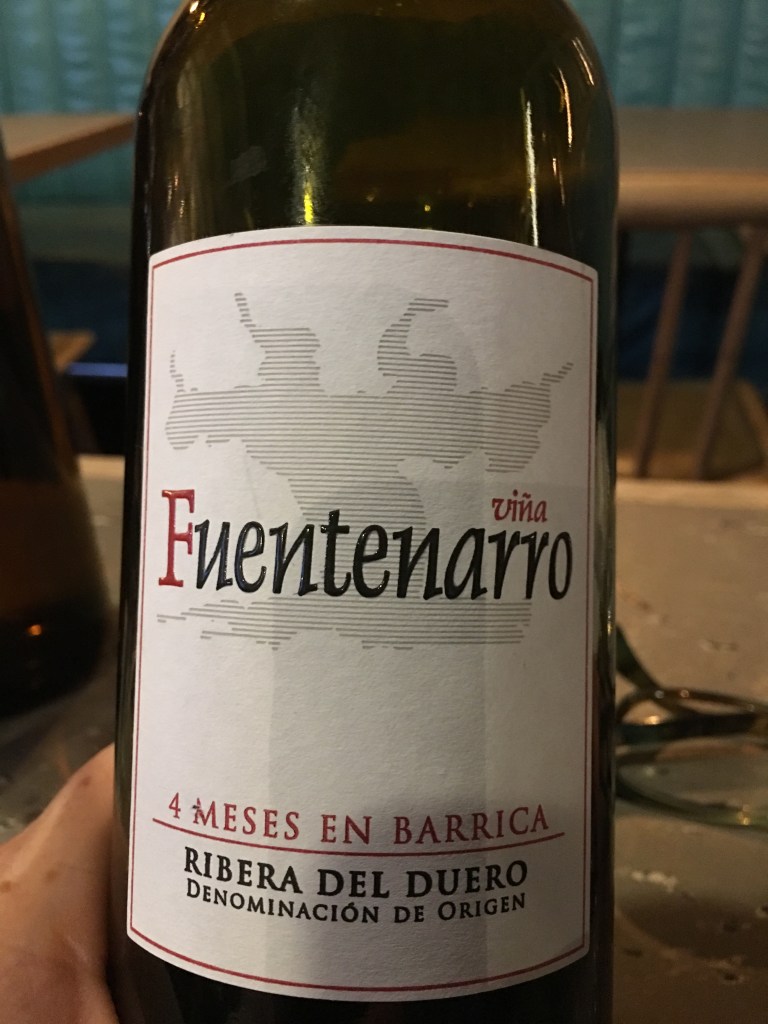 viña
Fuentenarro
4 MESES EN BARRICA
RIBERA DEL DUERO
DENOMINACIÓN DE ORIGEN